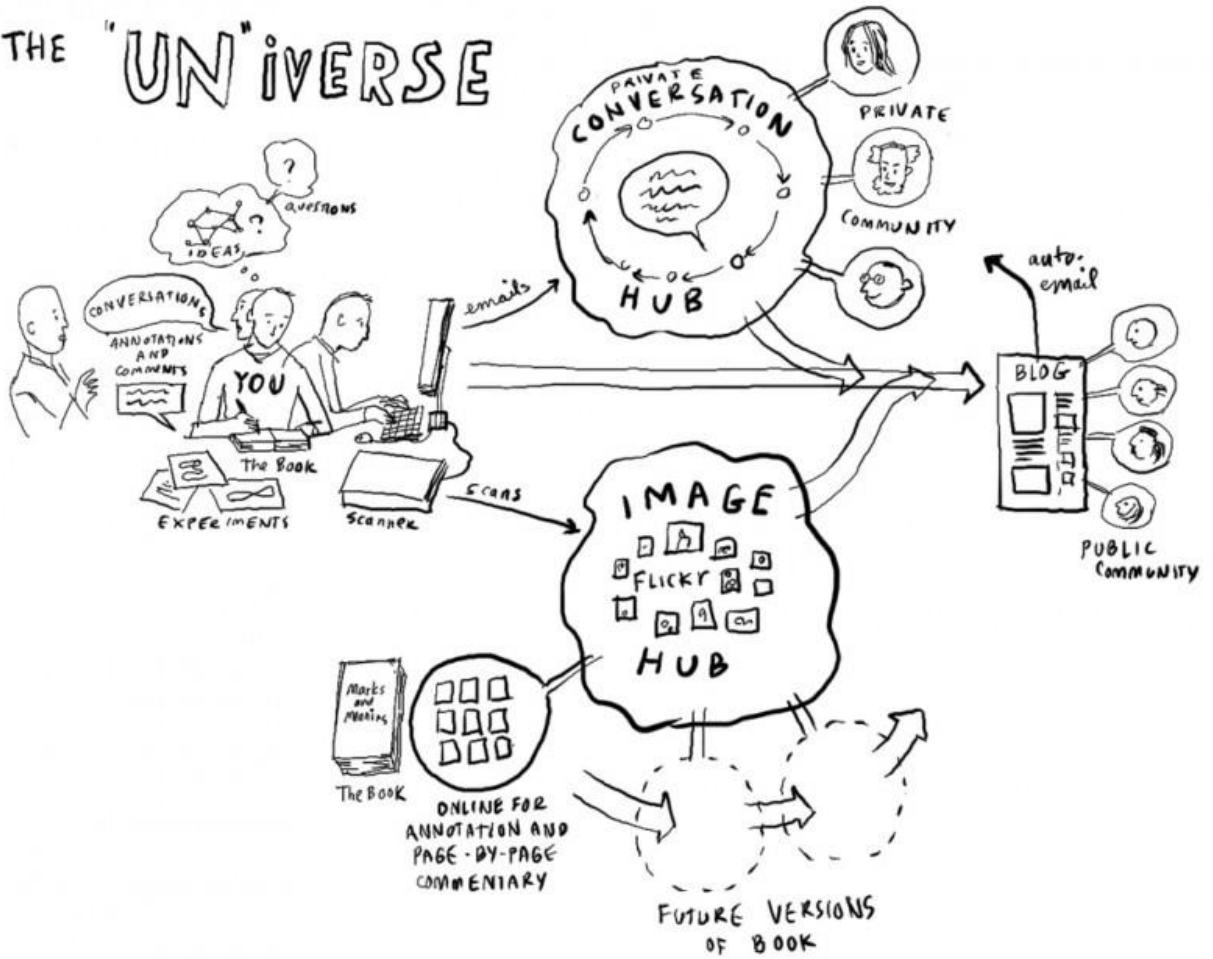 THE "UN"iVERSE
PRIVATE
CONVERSATION
HUB
PRIVATE
COMMUNITY
?
QUESTIONS
?
IDEAS
CONVERSATIONS
ANNOTATIONS
AND
COMMENTS
YOU
The Book
EXPERIMENTS
Scanner
emails
scans
auto-
email
BLOG
PUBLIC
COMMUNITY
IMAGE
FLICKr
HUB
Marks
and
The Book
ONLINE FOR
ANNOTATION AND
PAGE-BY-PAGE
COMMENTARY
FUTURE VERSIONS
OF BOOK